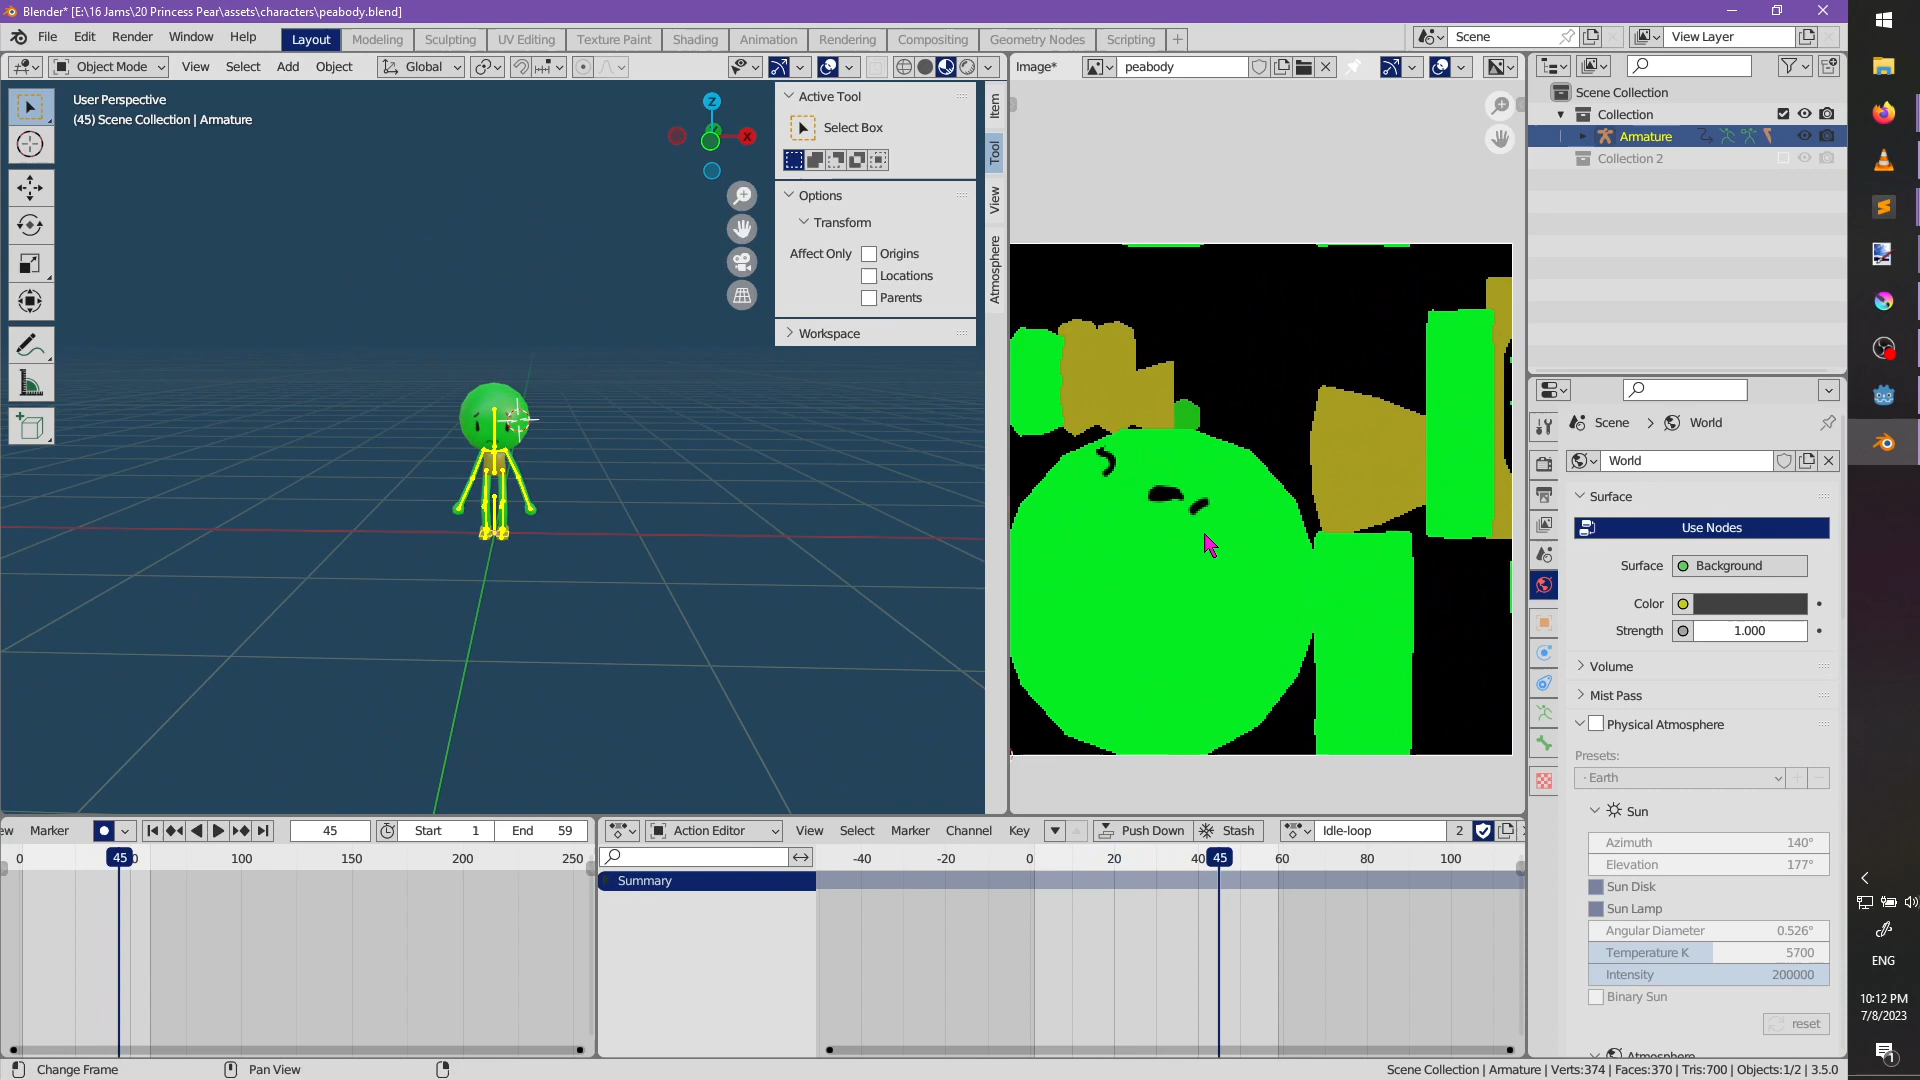 Blender* [E:\16 Jams\20 Princess Pear\assets\characters\peabody.blend]
File Edit Render Window Help Layout Modeling Sculpting UV Editing Texture Paint Shading Animation Rendering Compositing Geometry Nodes Scripting + Scene View Layer
Object Mode View Select Add Object Global Image* peabody
User Perspective
(45) Scene Collection | Armature
Z
X
Active Tool
Select Box
Options
Transform
Affect Only Origins
Locations
Parents
Workspace
Item
Tool
View
Atmosphere
Scene Collection
Collection
Armature
Collection 2
Scene > World
World
Surface
Use Nodes
Surface Background
Color
Strength 1.000
Volume
Mist Pass
Physical Atmosphere
Presets:
· Earth
Sun
Azimuth 140°
Elevation 177°
Sun Disk
Sun Lamp
Angular Diameter 0.526°
Temperature K 5700
Intensity 200000
Binary Sun
reset
Atmosphere
ew Marker 45 Start 1 End 59 Action Editor View Select Marker Channel Key Push Down Stash Idle-loop 2
0 45 0 100 150 200 250
-40 -20 0 20 40 45 60 80 100
Summary
Change Frame Pan View
Scene Collection | Armature | Verts:374 | Faces:370 | Tris:700 | Objects:1/2 | 3.5.0
ENG
10:12 PM
7/8/2023
1